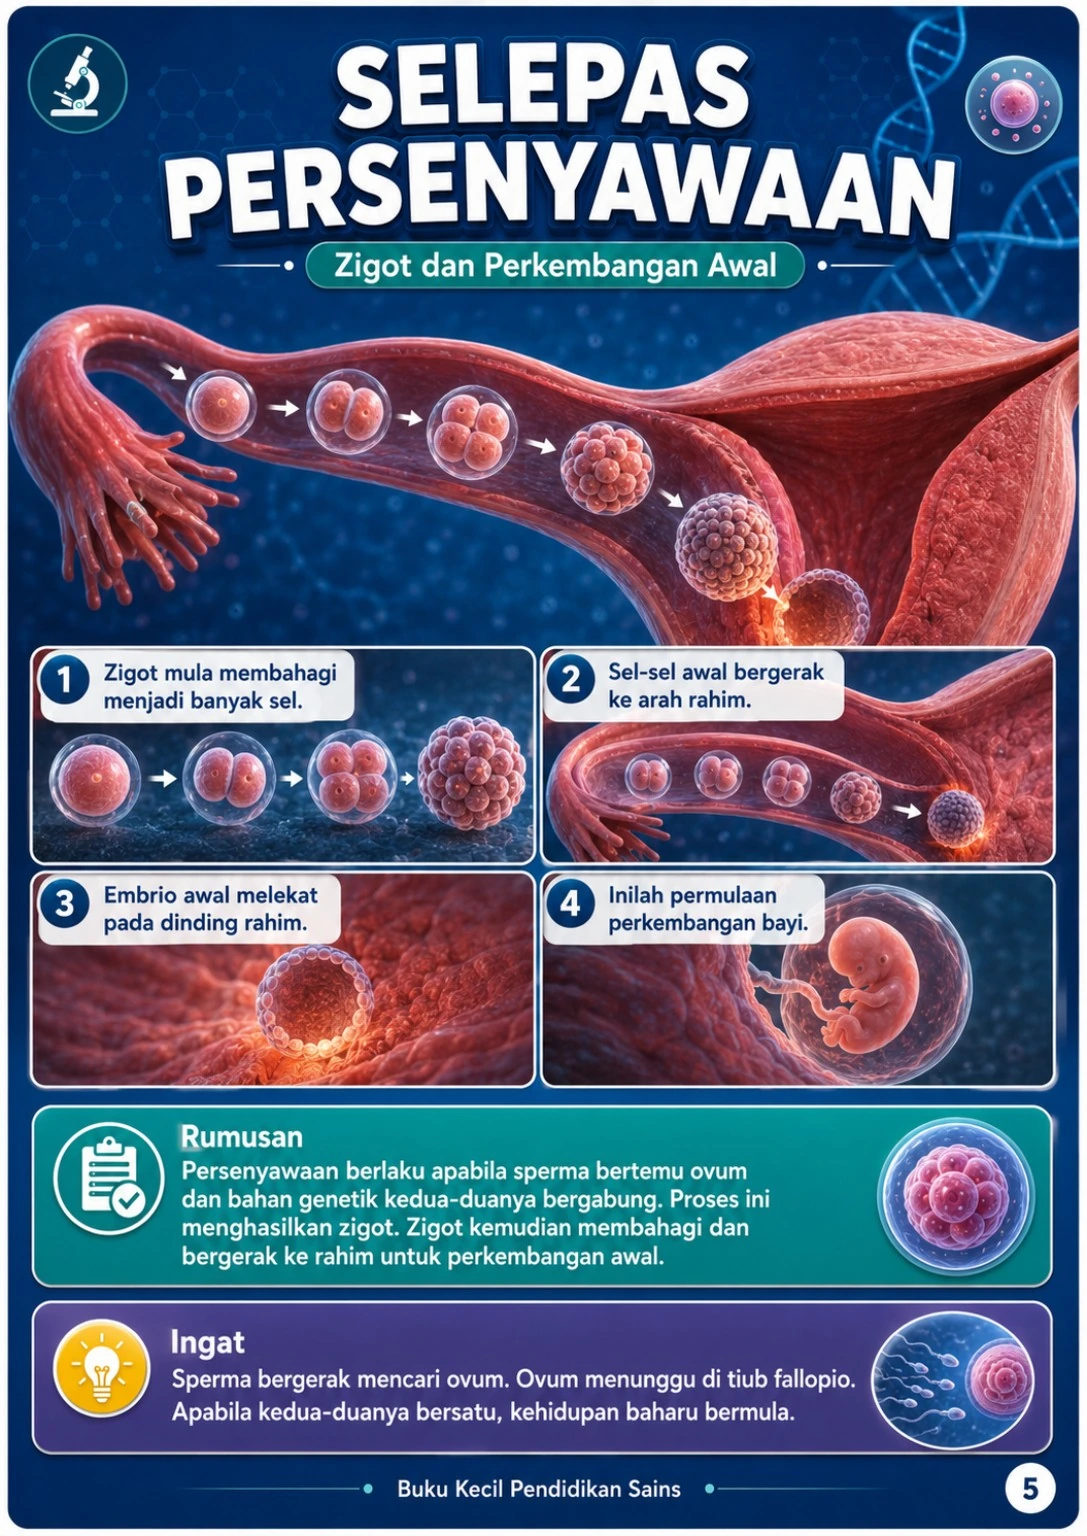 SELEPAS
PERSENYAWAAN
Zigot dan Perkembangan Awal
1
Zigot mula membahagi
menjadi banyak sel.
2
Sel-sel awal bergerak
ke arah rahim.
3
Embrio awal melekat
pada dinding rahim.
4
Inilah permulaan
perkembangan bayi.
Rumusan
Persenyawaan berlaku apabila sperma bertemu ovum
dan bahan genetik kedua-duanya bergabung. Proses ini
menghasilkan zigot. Zigot kemudian membahagi dan
bergerak ke rahim untuk perkembangan awal.
Ingat
Sperma bergerak mencari ovum. Ovum menunggu di tiub fallopio.
Apabila kedua-duanya bersatu, kehidupan baharu bermula.
Buku Kecil Pendidikan Sains
5